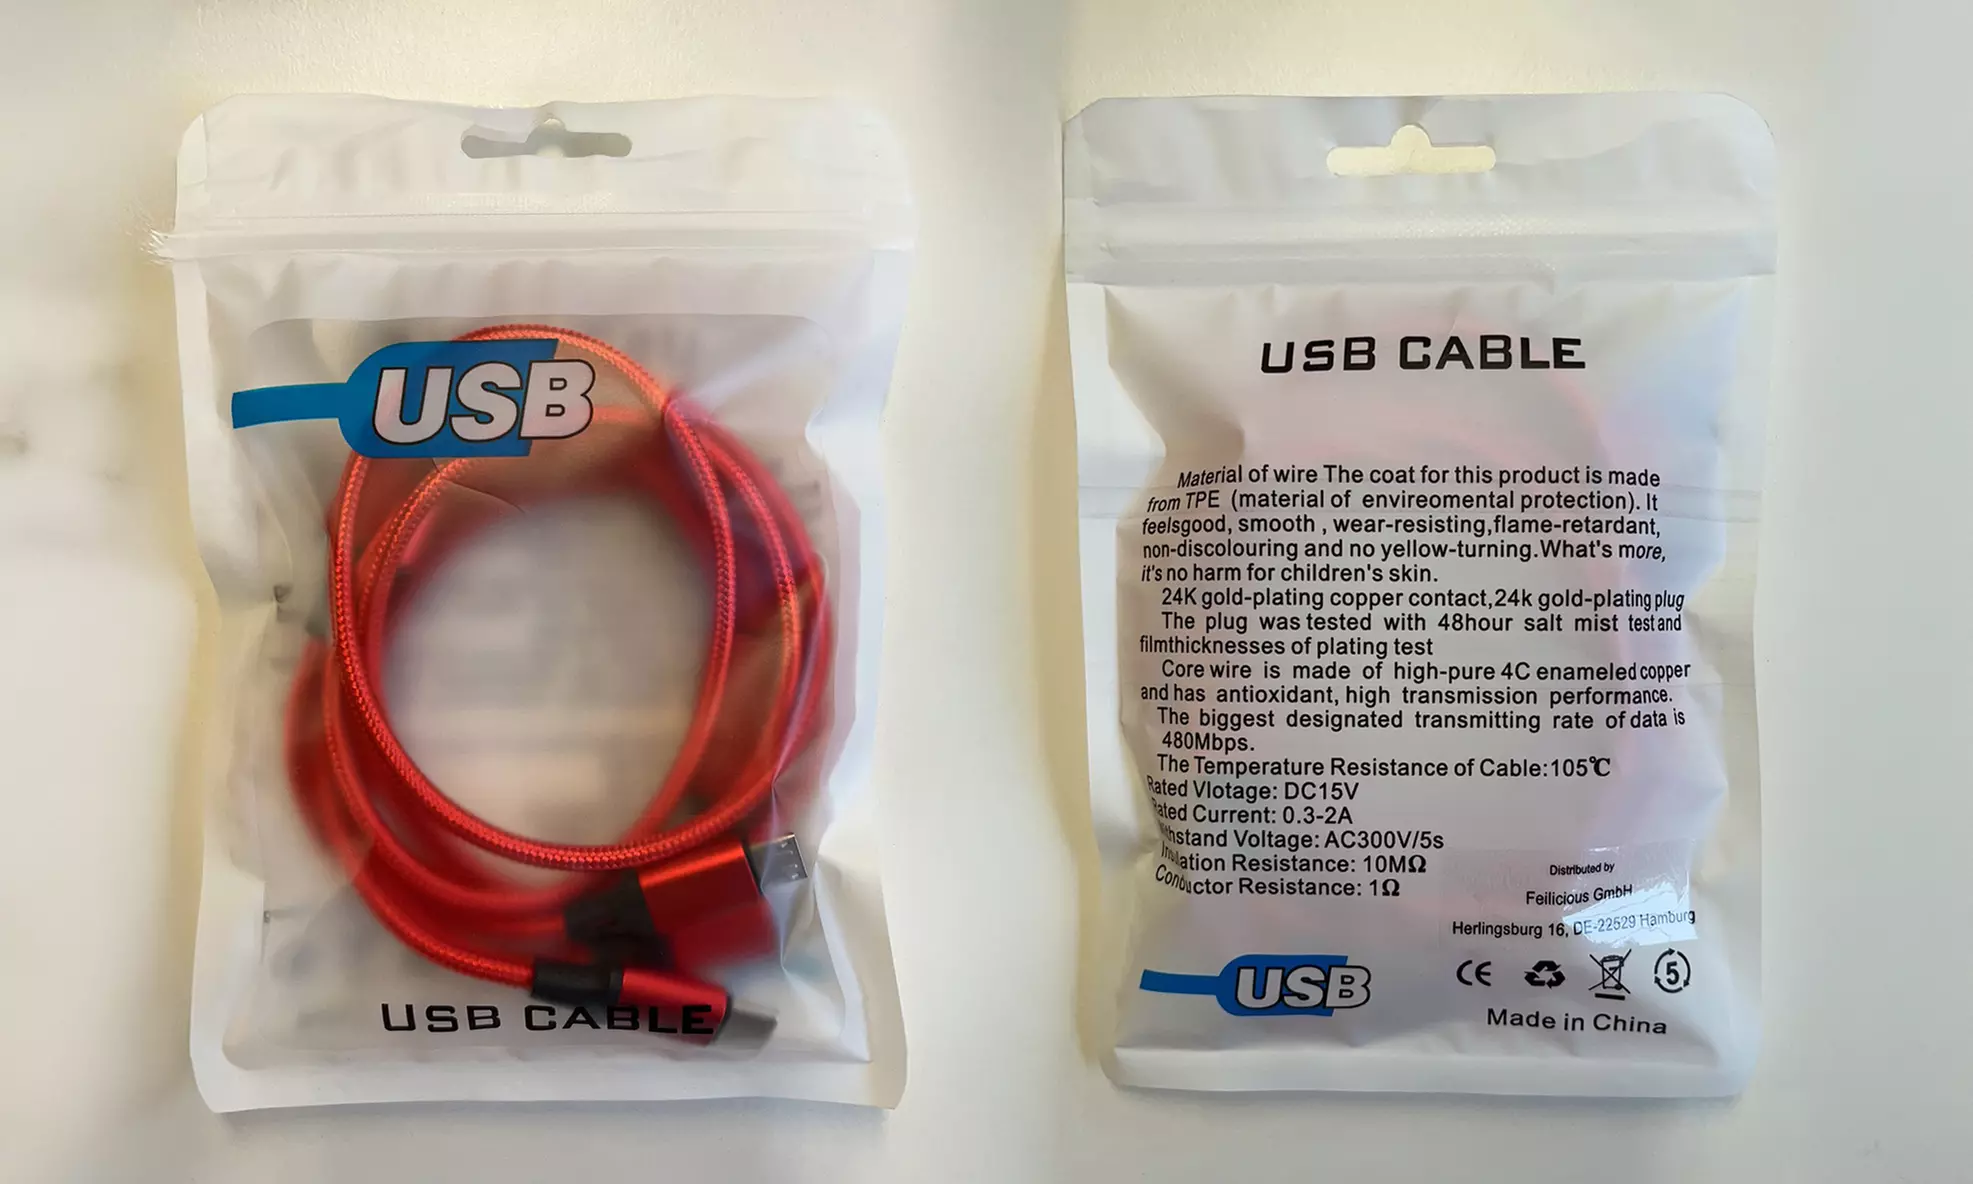 USB
USB CABLE
USB CABLE
Material of wire The coat for this product is made
from TPE (material of envireomental protection). It
feelsgood, smooth , wear-resisting,flame-retardant,
non-discolouring and no yellow-turning.What's more,
it's no harm for children's skin.
24K gold-plating copper contact,24k gold-plating plug
The plug was tested with 48hour salt mist test and
filmthicknesses of plating test
Core wire is made of high-pure 4C enameled copper
and has antioxidant, high transmission performance.
The biggest designated transmitting rate of data is
480Mbps.
The Temperature Resistance of Cable:105℃
Rated Vlotage: DC15V
Rated Current: 0.3-2A
thstand Voltage: AC300V/5s
Insulation Resistance: 10MΩ
Conductor Resistance: 1Ω
Distributed by
Feilicious GmbH
Herlingsburg 16, DE-22529 Hamburg
USB
CE
5
Made in China